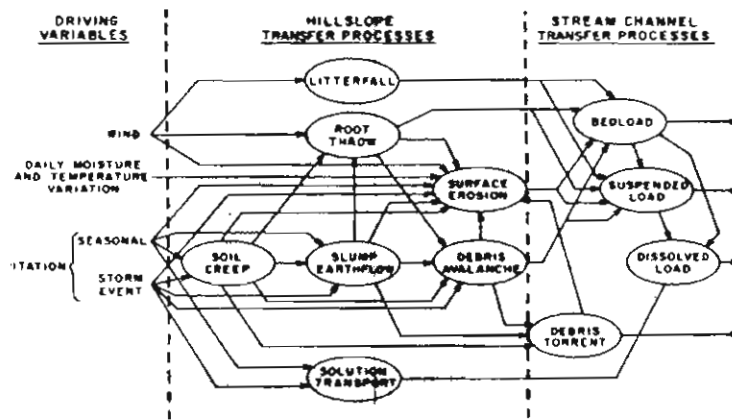 DRIVING
VARIABLES
HILLSLOPE
TRANSFER PROCESSES
STREAM CHANNEL
TRANSFER PROCESSES
LITTERFALL
WIND
ROOT
THROW
BEDLOAD
DAILY MOISTURE
AND TEMPERATURE
VARIATION
SURFACE
EROSION
SUSPENDED
LOAD
SEASONAL
ITATION
STORM
EVENT
SOIL
CREEP
SLUMP
EARTHFLOW
DEBRIS
AVALANCHE
DISSOLVED
LOAD
DEBRIS
TORRENT
SOLUTION
TRANSPORT